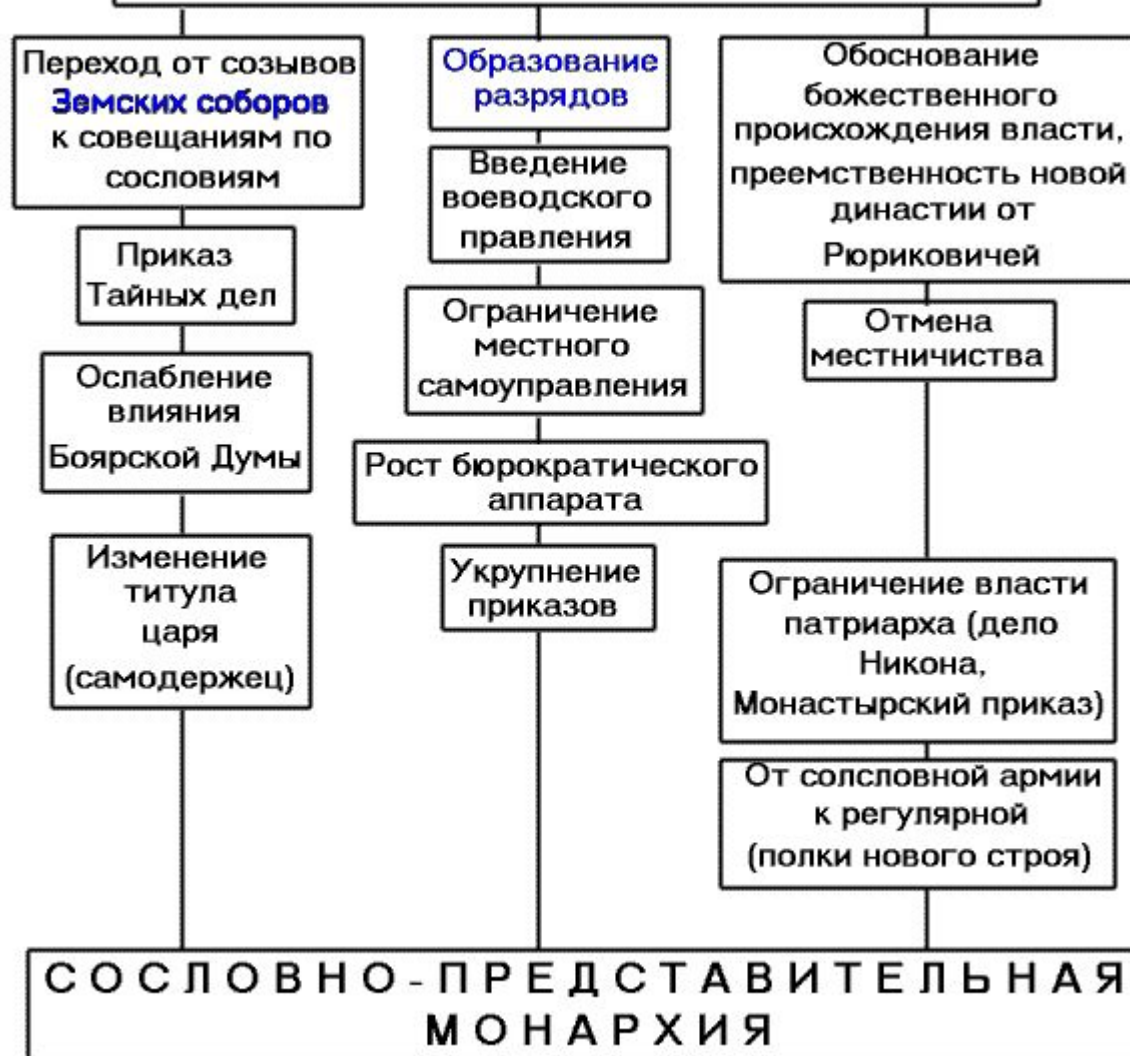 Переход от созывов
Земских соборов
к совещаниям по
сословиям
Приказ
Тайных дел
Ослабление
влияния
Боярской Думы
Изменение
титула
царя
(самодержец)
Образование
разрядов
Введение
воеводского
правления
Ограничение
местного
самоуправления
Рост бюрократического
аппарата
Укрупнение
приказов
Обоснование
божественного
происхождения власти,
преемственность новой
династии от
Рюриковичей
Отмена
местничиства
Ограничение власти
патриарха (дело
Никона,
Монастырский приказ)
От солсловной армии
к регулярной
(полки нового строя)
СОСЛОВНО-ПРЕДСТАВИТЕЛЬНАЯ
МОНАРХИЯ